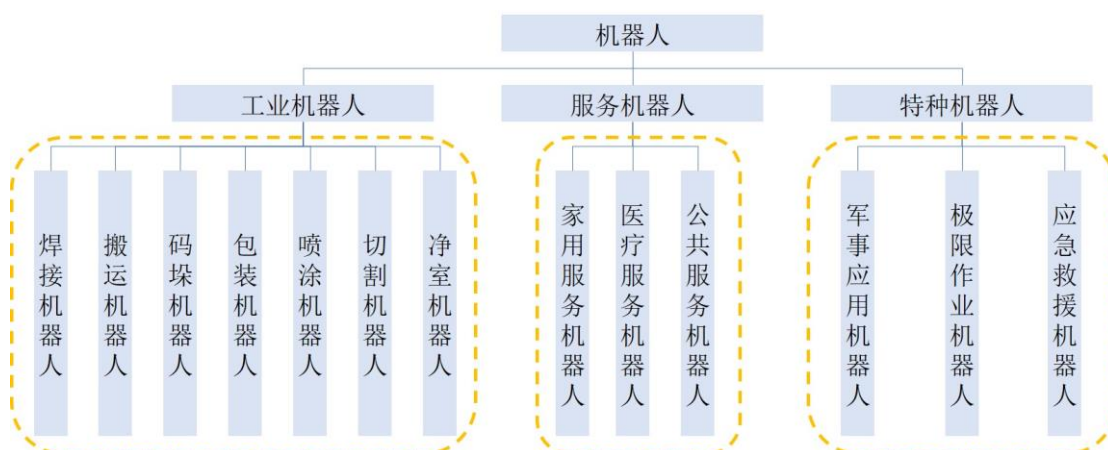 机器人
工业机器人
服务机器人
特种机器人
焊接机器人
搬运机器人
码垛机器人
包装机器人
喷涂机器人
切割机器人
净室机器人
家用服务机器人
医疗服务机器人
公共服务机器人
军事应用机器人
极限作业机器人
应急救援机器人